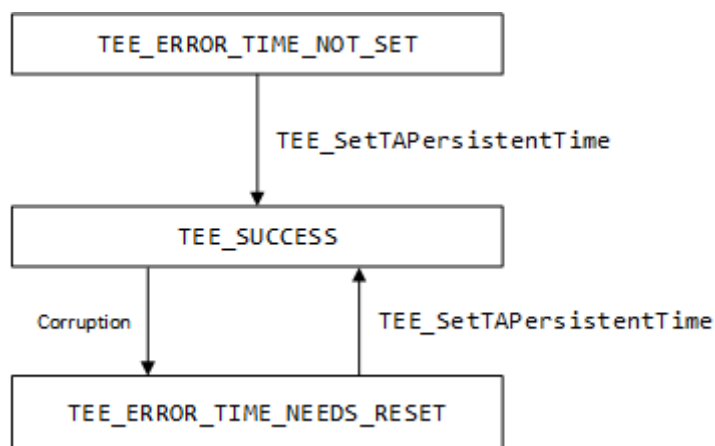 TEE_ERROR_TIME_NOT_SET
TEE_SetTAPersistentTime
TEE_SUCCESS
Corruption
TEE_SetTAPersistentTime
TEE_ERROR_TIME_NEEDS_RESET